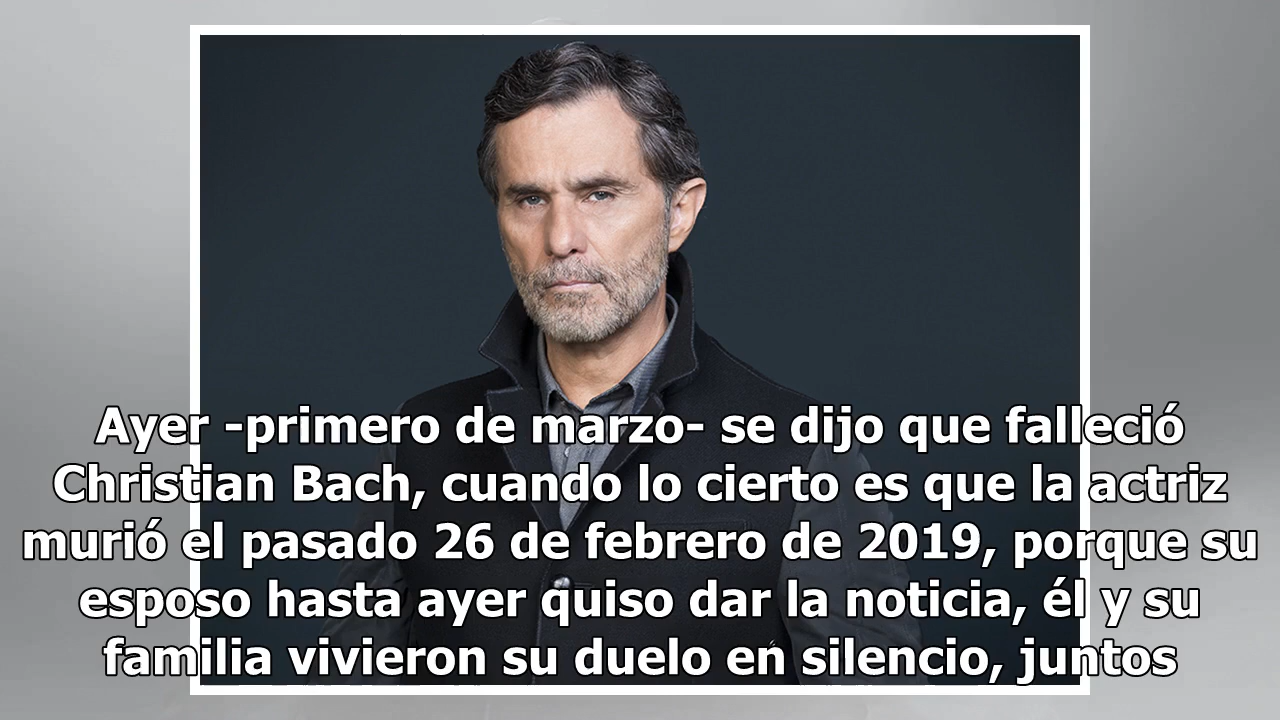 Ayer -primero de marzo- se dijo que falleció
Christian Bach, cuando lo cierto es que la actriz
murió el pasado 26 de febrero de 2019, porque su
esposo hasta ayer quiso dar la noticia, él y su
familia vivieron su duelo en silencio, juntos